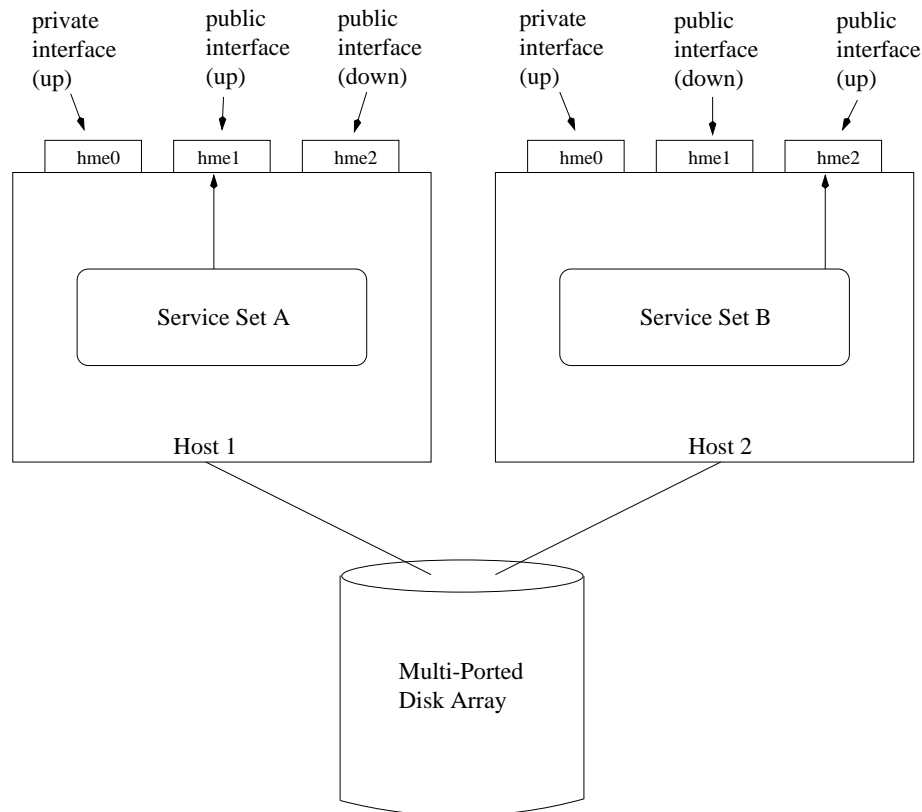 private
interface
(up)
public
interface
(up)
public
interface
(down)
private
interface
(up)
public
interface
(down)
public
interface
(up)
hme0
hme1
hme2
hme0
hme1
hme2
Service Set A
Service Set B
Host 1
Host 2
Multi-Ported
Disk Array